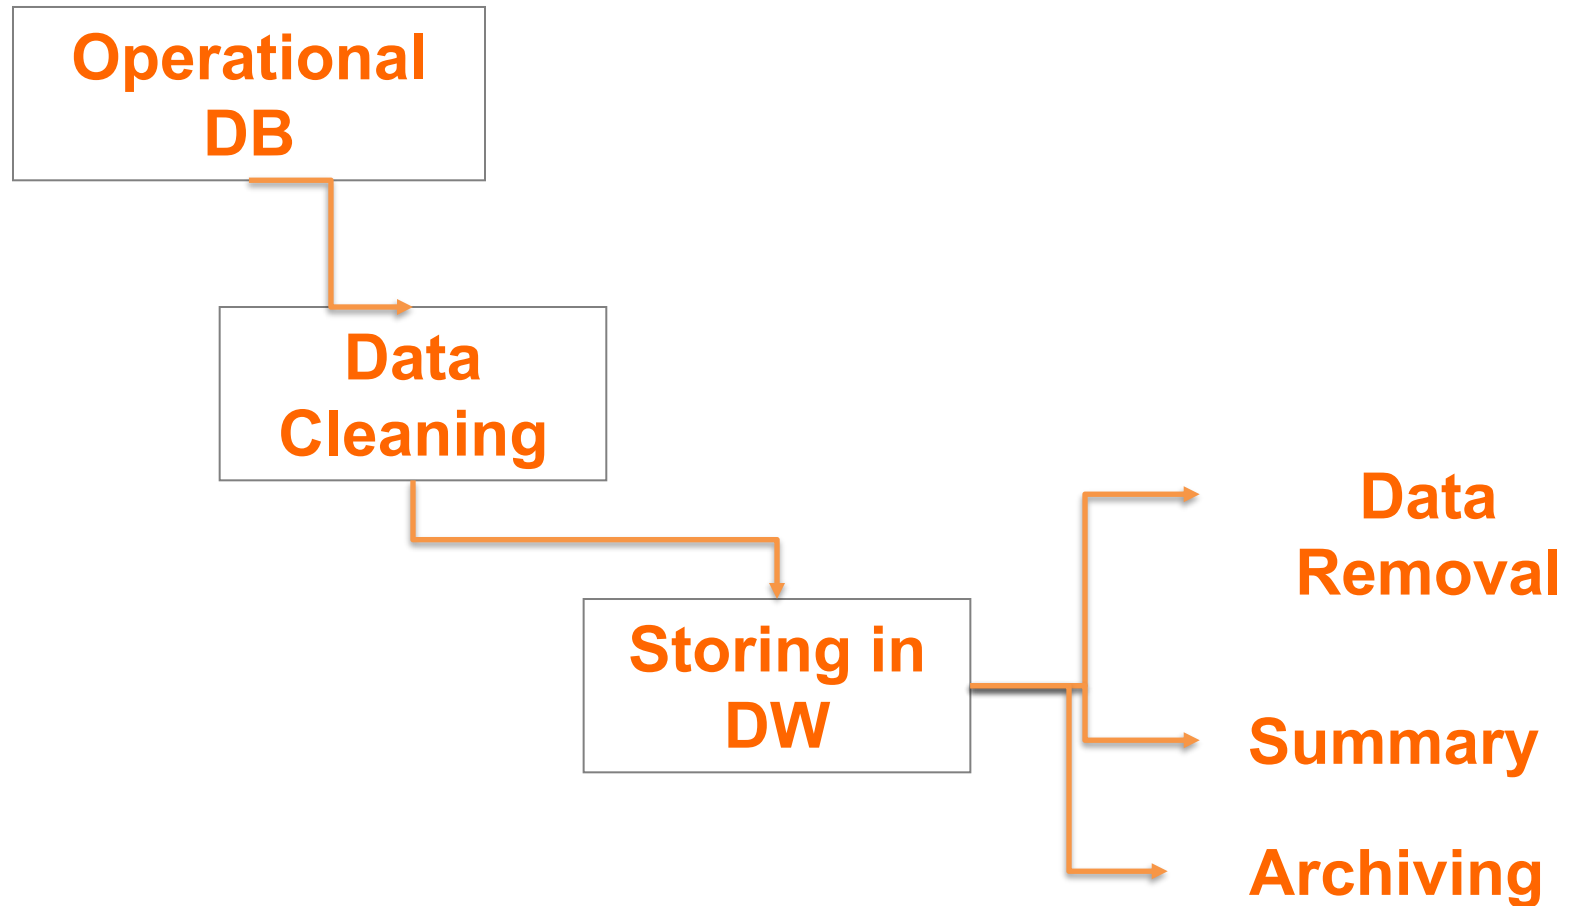 Operational
DB
Data
Cleaning
Data
Removal
Storing in
DW
Summary
Archiving